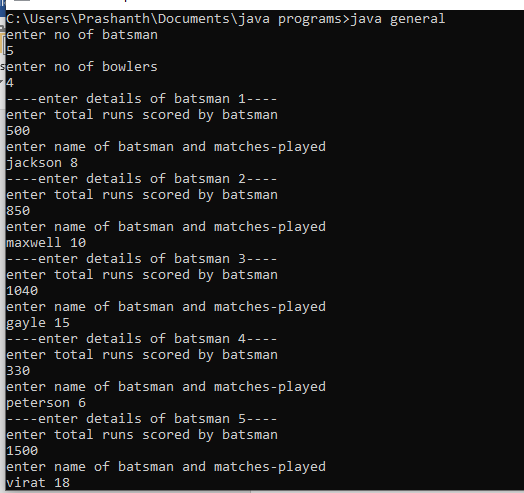 C:\Users\Prashanth\Documents\java programs>java general
enter no of batsman
5
enter no of bowlers
4
----enter details of batsman 1----
enter total runs scored by batsman
500
enter name of batsman and matches-played
jackson 8
----enter details of batsman 2----
enter total runs scored by batsman
850
enter name of batsman and matches-played
maxwell 10
----enter details of batsman 3----
enter total runs scored by batsman
1040
enter name of batsman and matches-played
gayle 15
----enter details of batsman 4----
enter total runs scored by batsman
330
enter name of batsman and matches-played
peterson 6
----enter details of batsman 5----
enter total runs scored by batsman
1500
enter name of batsman and matches-played
virat 18